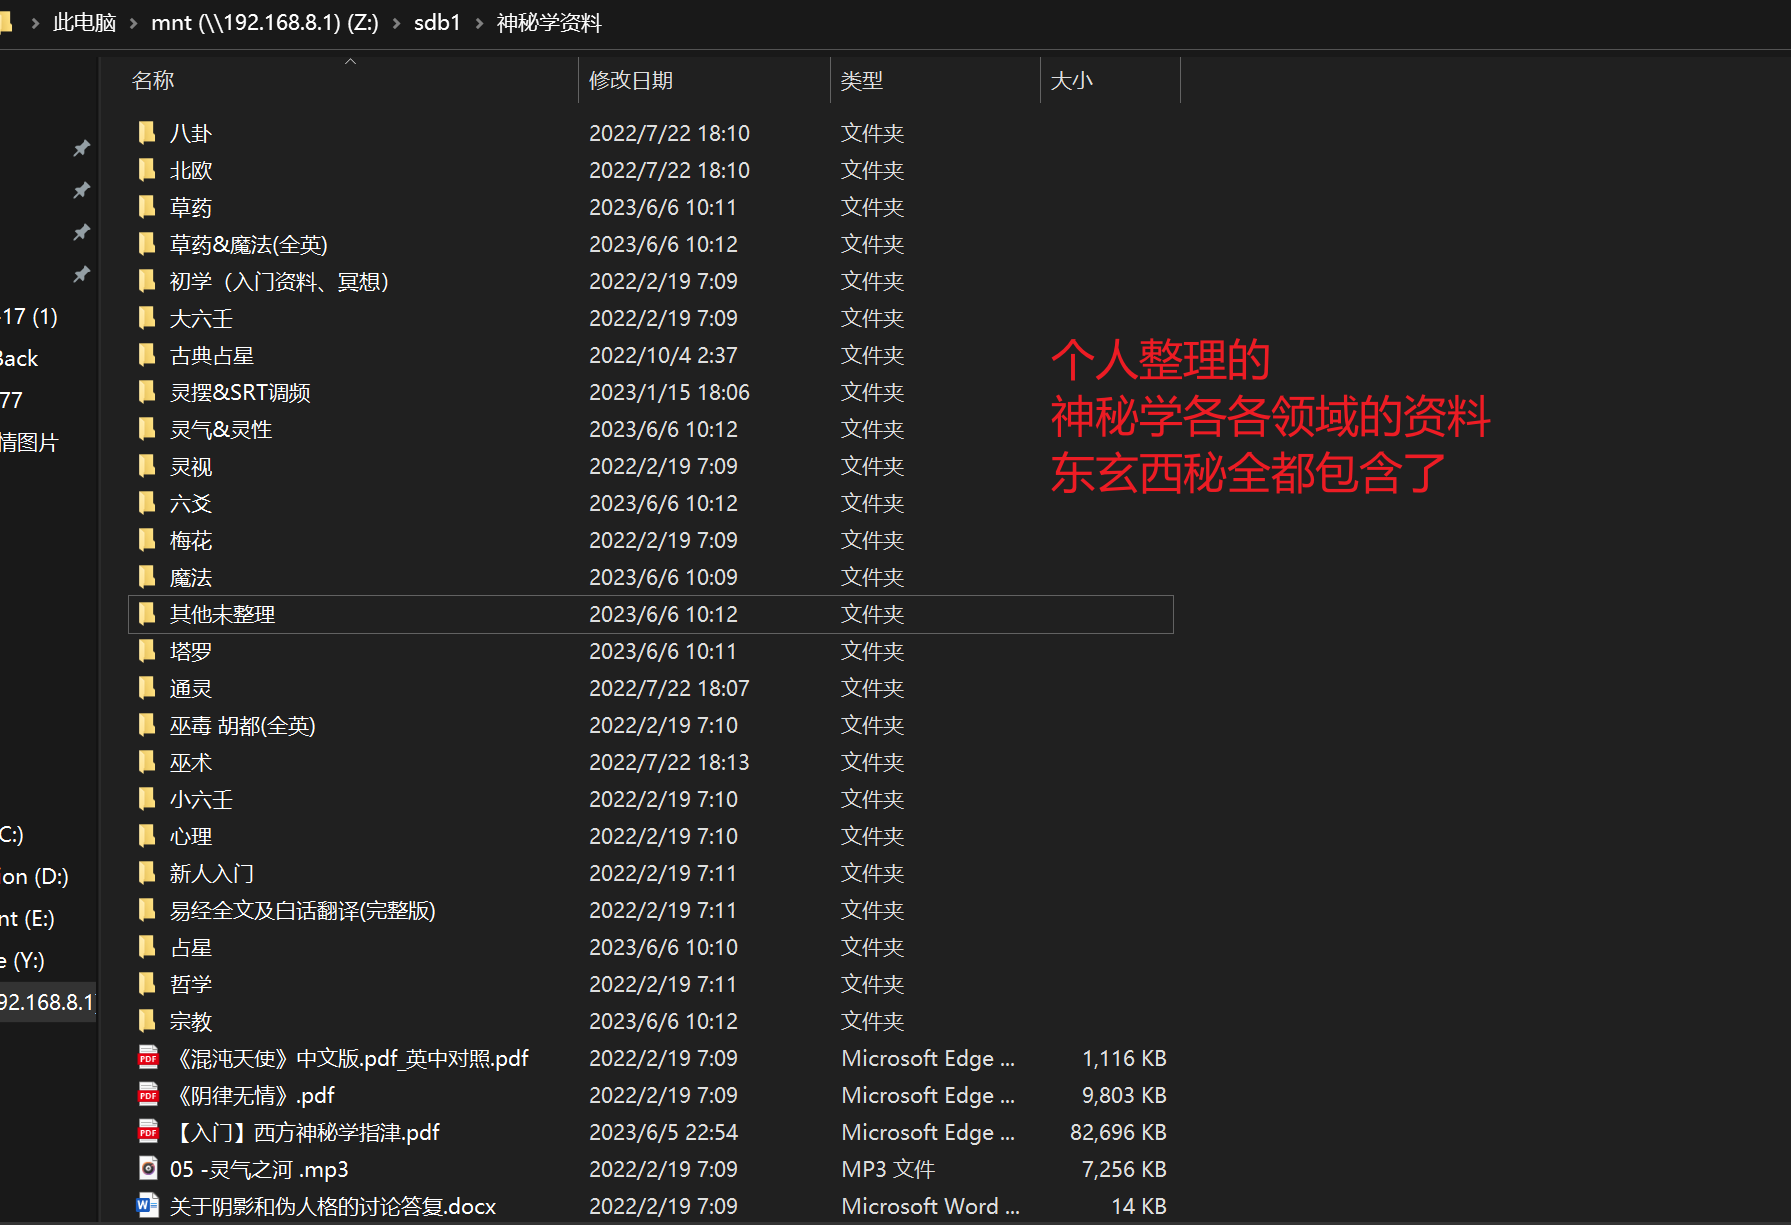 此电脑 > mnt (\\192.168.8.1) (Z:) > sdb1 > 神秘学资料
名称 修改日期 类型 大小
八卦 2022/7/22 18:10 文件夹
北欧 2022/7/22 18:10 文件夹
草药 2023/6/6 10:11 文件夹
草药&魔法(全英) 2023/6/6 10:12 文件夹
初学（入门资料、冥想） 2022/2/19 7:09 文件夹
大六壬 2022/2/19 7:09 文件夹
古典占星 2022/10/4 2:37 文件夹
灵摆&SRT调频 2023/1/15 18:06 文件夹
灵气&灵性 2023/6/6 10:12 文件夹
灵视 2022/2/19 7:09 文件夹
六爻 2023/6/6 10:12 文件夹
梅花 2022/2/19 7:09 文件夹
魔法 2023/6/6 10:09 文件夹
其他未整理 2023/6/6 10:12 文件夹
塔罗 2023/6/6 10:11 文件夹
通灵 2022/7/22 18:07 文件夹
巫毒 胡都(全英) 2022/2/19 7:10 文件夹
巫术 2022/7/22 18:13 文件夹
小六壬 2022/2/19 7:10 文件夹
心理 2022/2/19 7:10 文件夹
新人入门 2022/2/19 7:11 文件夹
易经全文及白话翻译(完整版) 2022/2/19 7:11 文件夹
占星 2023/6/6 10:10 文件夹
哲学 2022/2/19 7:11 文件夹
宗教 2023/6/6 10:12 文件夹
《混沌天使》中文版.pdf_英中对照.pdf 2022/2/19 7:09 Microsoft Edge ... 1,116 KB
《阴律无情》.pdf 2022/2/19 7:09 Microsoft Edge ... 9,803 KB
【入门】西方神秘学指津.pdf 2023/6/5 22:54 Microsoft Edge ... 82,696 KB
05 -灵气之河 .mp3 2022/2/19 7:09 MP3 文件 7,256 KB
关于阴影和伪人格的讨论答复.docx 2022/2/19 7:09 Microsoft Word ... 14 KB
个人整理的
神秘学各各领域的资料
东玄西秘全都包含了
-17 (1)
Back
77
情图片
C:)
ion (D:)
nt (E:)
e (Y:)
92.168.8.1)